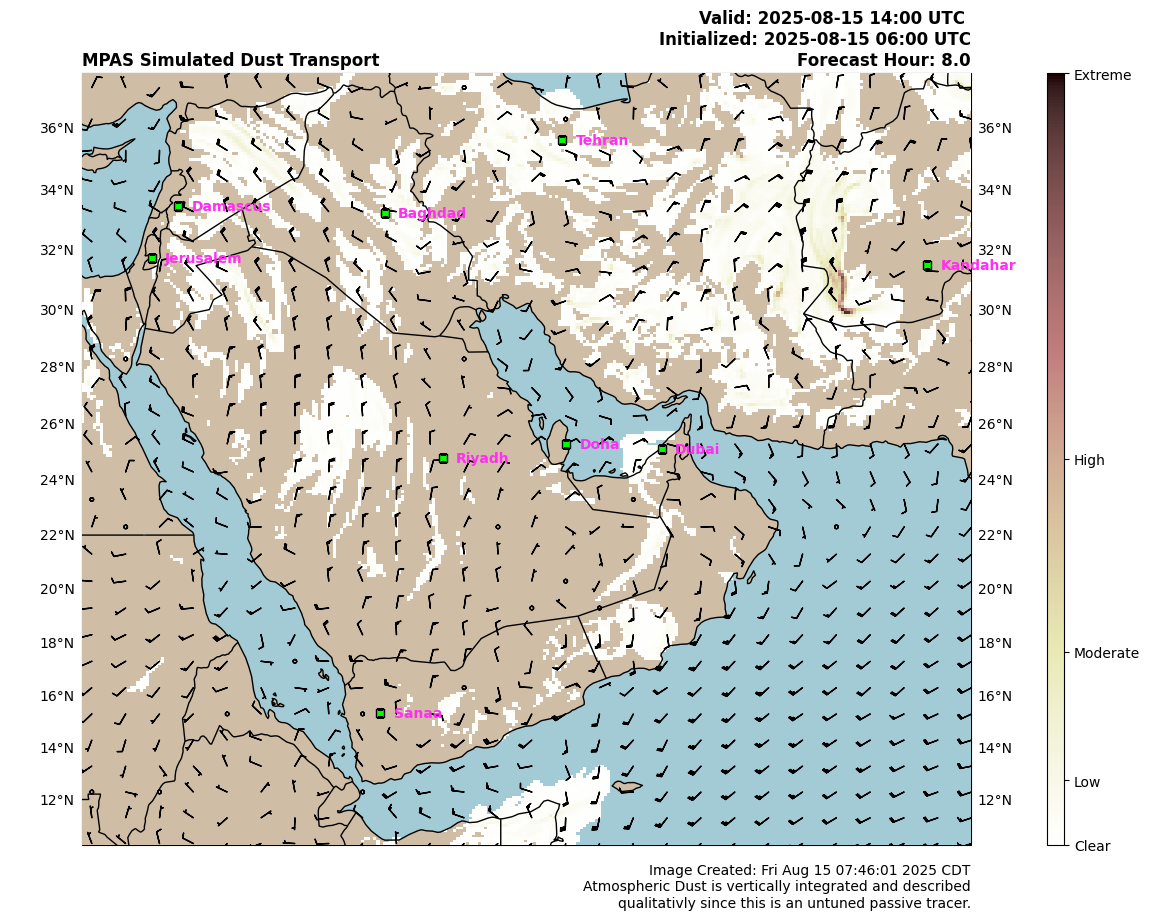 Valid: 2025-08-15 14:00 UTC
Initialized: 2025-08-15 06:00 UTC
MPAS Simulated Dust Transport
Forecast Hour: 8.0
Extreme
36°N
Tehran
36°N
34°N
34°N
Damascus
Baghdad
32°N
32°N
Jerusalem
Kandahar
30°N
30°N
28°N
28°N
26°N
26°N
Doha
Dubai
Riyadh
High
24°N
24°N
22°N
22°N
20°N
20°N
18°N
18°N
Moderate
16°N
16°N
Sanaa
14°N
14°N
Low
12°N
12°N
Clear
Image Created: Fri Aug 15 07:46:01 2025 CDT
Atmospheric Dust is vertically integrated and described
qualitativly since this is an untuned passive tracer.